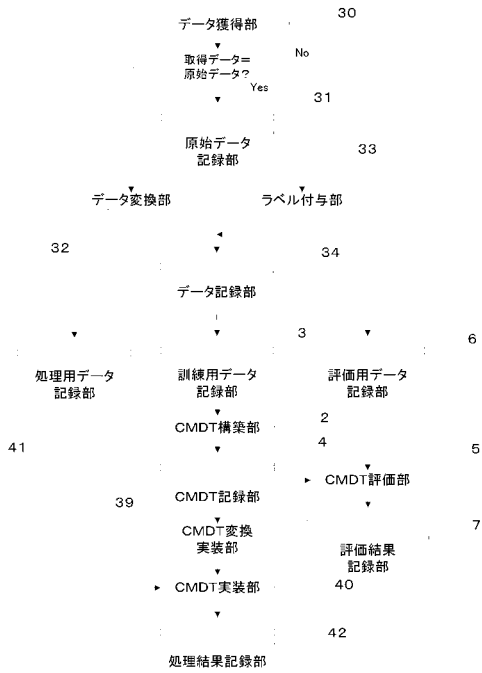 データ獲得部
30
取得データ＝
原始データ？
No
Yes
31
原始データ
記録部
33
データ変換部
ラベル付与部
32
34
データ記録部
3
6
処理用データ
記録部
訓練用データ
記録部
評価用データ
記録部
2
CMDT構築部
4
41
5
CMDT評価部
CMDT記録部
39
7
CMDT変換
実装部
評価結果
記録部
CMDT実装部
40
42
処理結果記録部